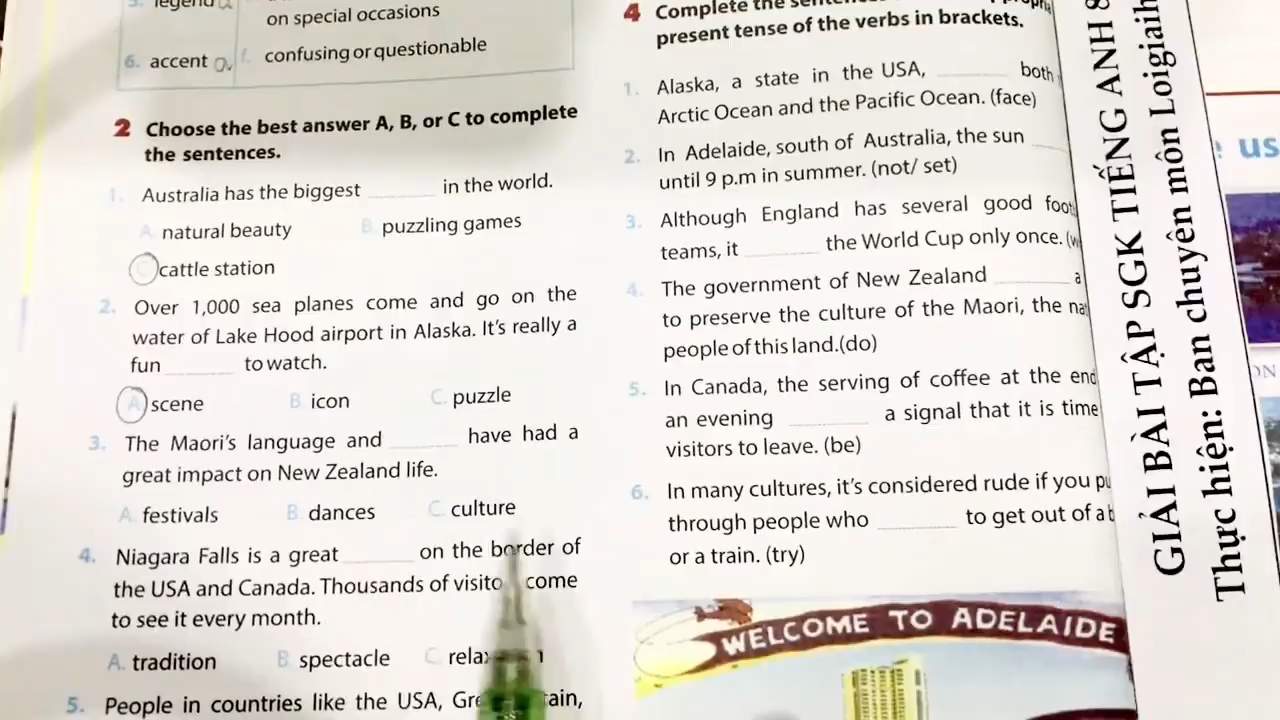 5. legend a
on special occasions
6. accent
f. confusing or questionable
2 Choose the best answer A, B, or C to complete
the sentences.
1. Australia has the biggest ______ in the world.
A. natural beauty B. puzzling games
C cattle station
2. Over 1,000 sea planes come and go on the
water of Lake Hood airport in Alaska. It's really a
fun ______ to watch.
A scene B. icon C. puzzle
3. The Maori's language and ______ have had a
great impact on New Zealand life.
A. festivals B. dances C. culture
4. Niagara Falls is a great ______ on the border of
the USA and Canada. Thousands of visito come
to see it every month.
A. tradition B. spectacle C. rela
5. People in countries like the USA, Gre ain,
4 Complete the
present tense of the verbs in brackets.
1. Alaska, a state in the USA, ______ both
Arctic Ocean and the Pacific Ocean. (face)
2. In Adelaide, south of Australia, the sun ______
until 9 p.m in summer. (not/ set)
3. Although England has several good foot
teams, it ______ the World Cup only once. (w
4. The government of New Zealand ______ a
to preserve the culture of the Maori, the na
people of this land.(do)
5. In Canada, the serving of coffee at the end
an evening ______ a signal that it is time
visitors to leave. (be)
6. In many cultures, it's considered rude if you pu
through people who ______ to get out of a b
or a train. (try)
WELCOME TO ADELAIDE
GIẢI BÀI TẬP SGK TIẾNG ANH 8
Thực hiện: Ban chuyên môn Loigiaih
us